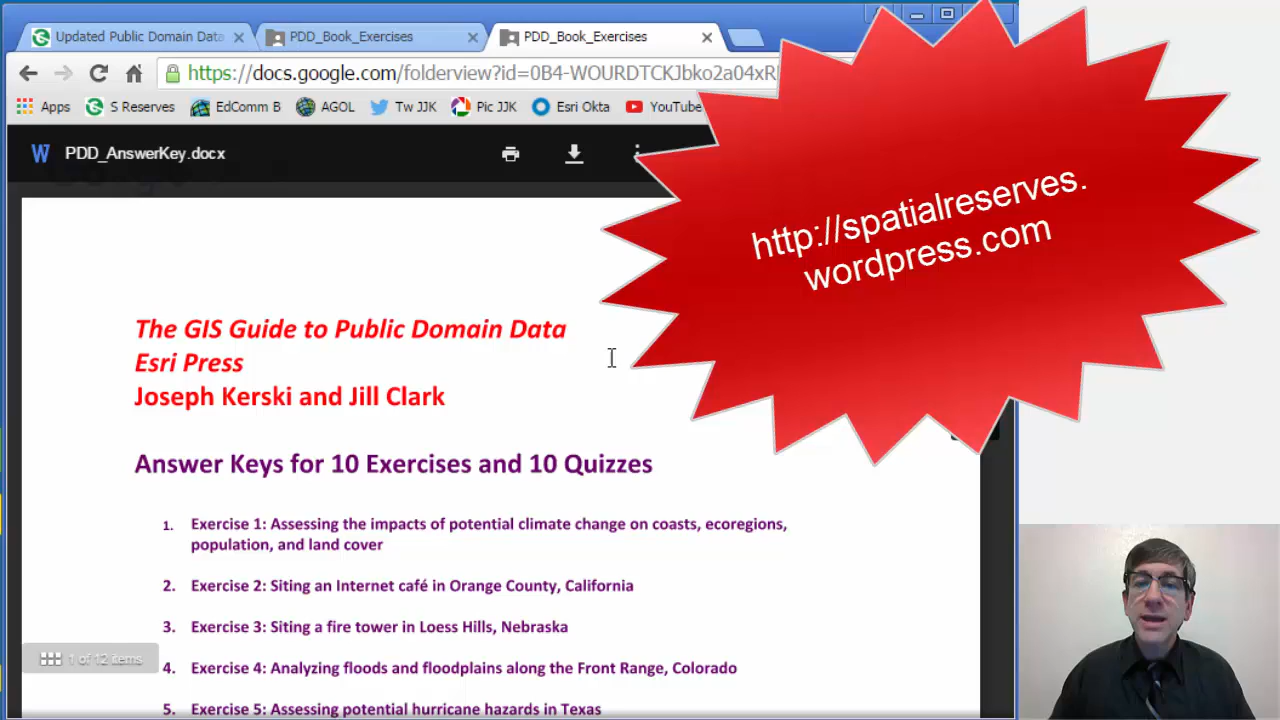 Updated Public Domain Data
PDD_Book_Exercises
PDD_Book_Exercises
https://docs.google.com/folderview?id=0B4-WOURDTCKJbko2a04xR
Apps
S Reserves
EdComm B
AGOL
Tw JJK
Pic JJK
Esri Okta
YouTube
W PDD_AnswerKey.docx
http://spatialreserves.
wordpress.com
The GIS Guide to Public Domain Data
Esri Press
Joseph Kerski and Jill Clark
Answer Keys for 10 Exercises and 10 Quizzes
1. Exercise 1: Assessing the impacts of potential climate change on coasts, ecoregions,
population, and land cover
2. Exercise 2: Siting an Internet café in Orange County, California
3. Exercise 3: Siting a fire tower in Loess Hills, Nebraska
4. Exercise 4: Analyzing floods and floodplains along the Front Range, Colorado
5. Exercise 5: Assessing potential hurricane hazards in Texas
1 of 12 items